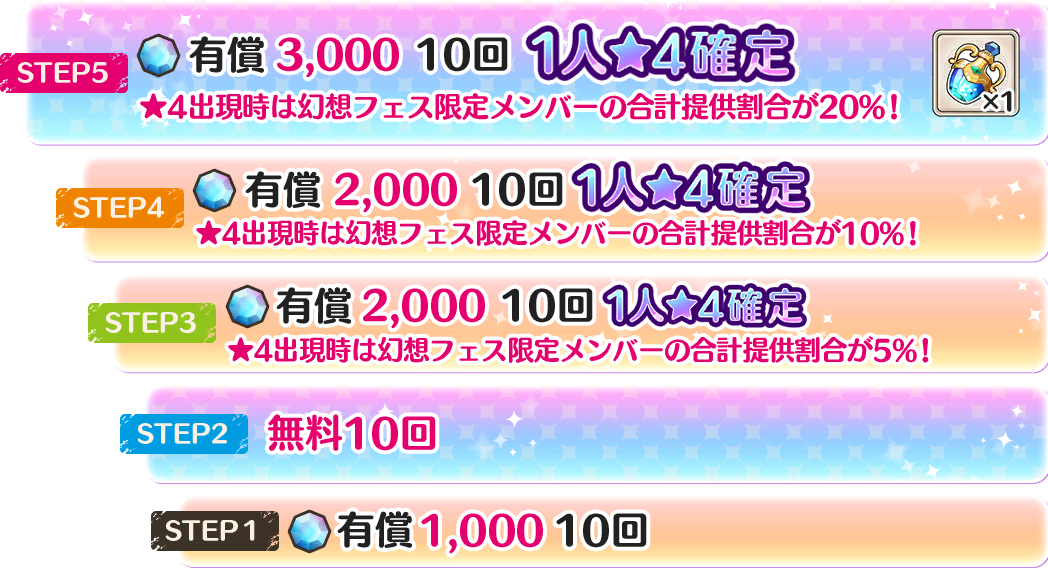 STEP5 有償 3,000 10回 1人★4確定
★4出現時は幻想フェス限定メンバーの合計提供割合が20%!
×1
STEP4 有償 2,000 10回 1人★4確定
★4出現時は幻想フェス限定メンバーの合計提供割合が10%!
STEP3 有償 2,000 10回 1人★4確定
★4出現時は幻想フェス限定メンバーの合計提供割合が5%!
STEP2 無料10回
STEP1 有償 1,000 10回